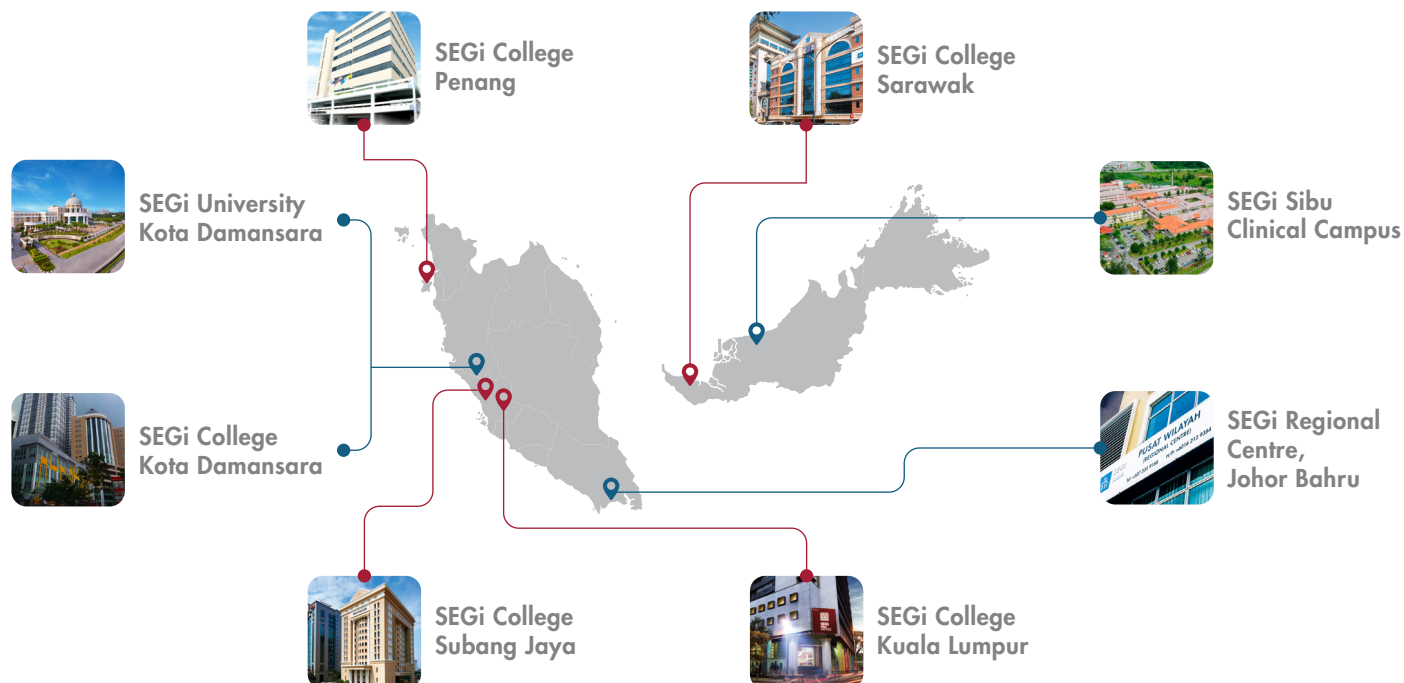 SEGi College
Penang
SEGi College
Sarawak
SEGi University
Kota Damansara
SEGi Sibu
Clinical Campus
SEGi College
Kota Damansara
SEGi Regional
Centre,
Johor Bahru
PUSAT WILAYAH
(REGIONAL CENTRE)
SEGi College
Subang Jaya
SEGi College
Kuala Lumpur